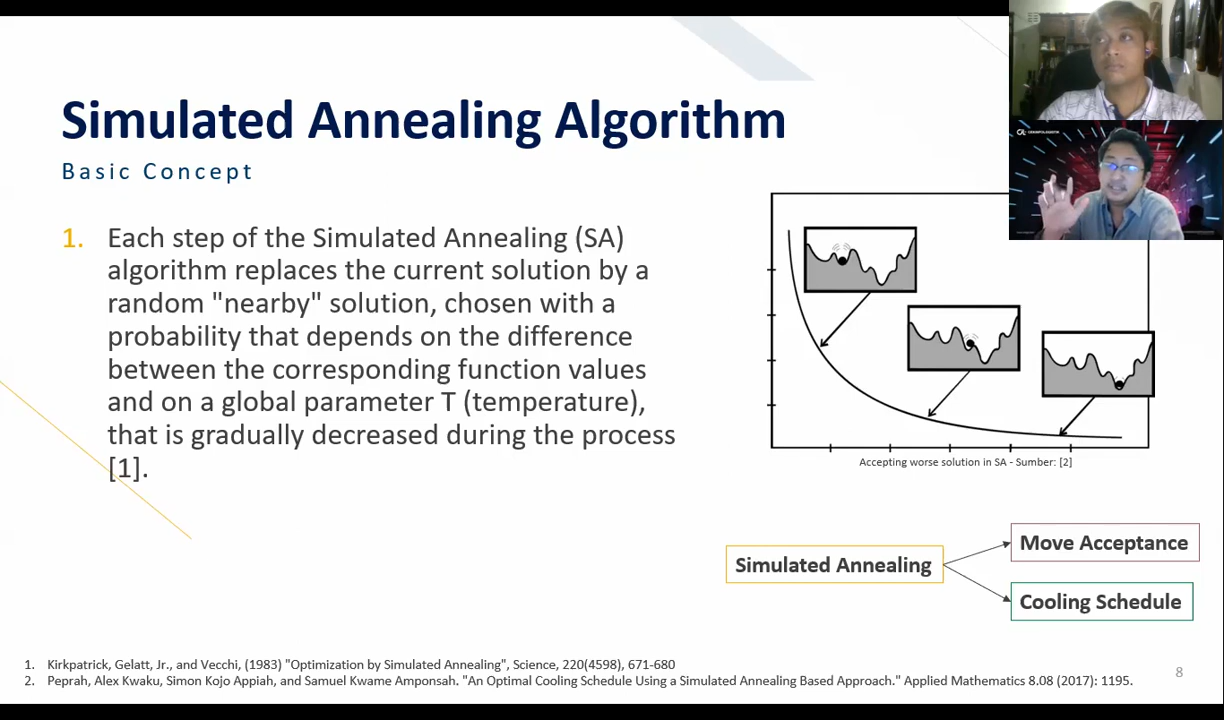 Simulated Annealing Algorithm
Basic Concept
1. Each step of the Simulated Annealing (SA)
algorithm replaces the current solution by a
random "nearby" solution, chosen with a
probability that depends on the difference
between the corresponding function values
and on a global parameter T (temperature),
that is gradually decreased during the process
[1].
Accepting worse solution in SA - Sumber: [2]
Simulated Annealing
Move Acceptance
Cooling Schedule
1. Kirkpatrick, Gelatt, Jr., and Vecchi, (1983) "Optimization by Simulated Annealing", Science, 220(4598), 671-680
2. Peprah, Alex Kwaku, Simon Kojo Appiah, and Samuel Kwame Amponsah. "An Optimal Cooling Schedule Using a Simulated Annealing Based Approach." Applied Mathematics 8.08 (2017): 1195.
8